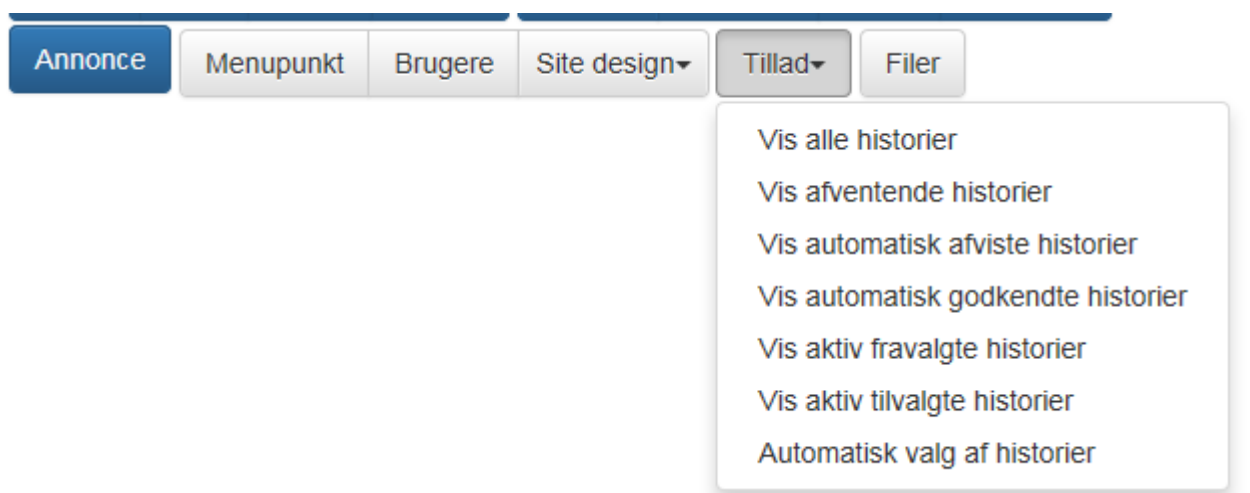 Annonce Menupunkt Brugere Site design Tillad Filer
Vis alle historier
Vis afventende historier
Vis automatisk afviste historier
Vis automatisk godkendte historier
Vis aktiv fravalgte historier
Vis aktiv tilvalgte historier
Automatisk valg af historier